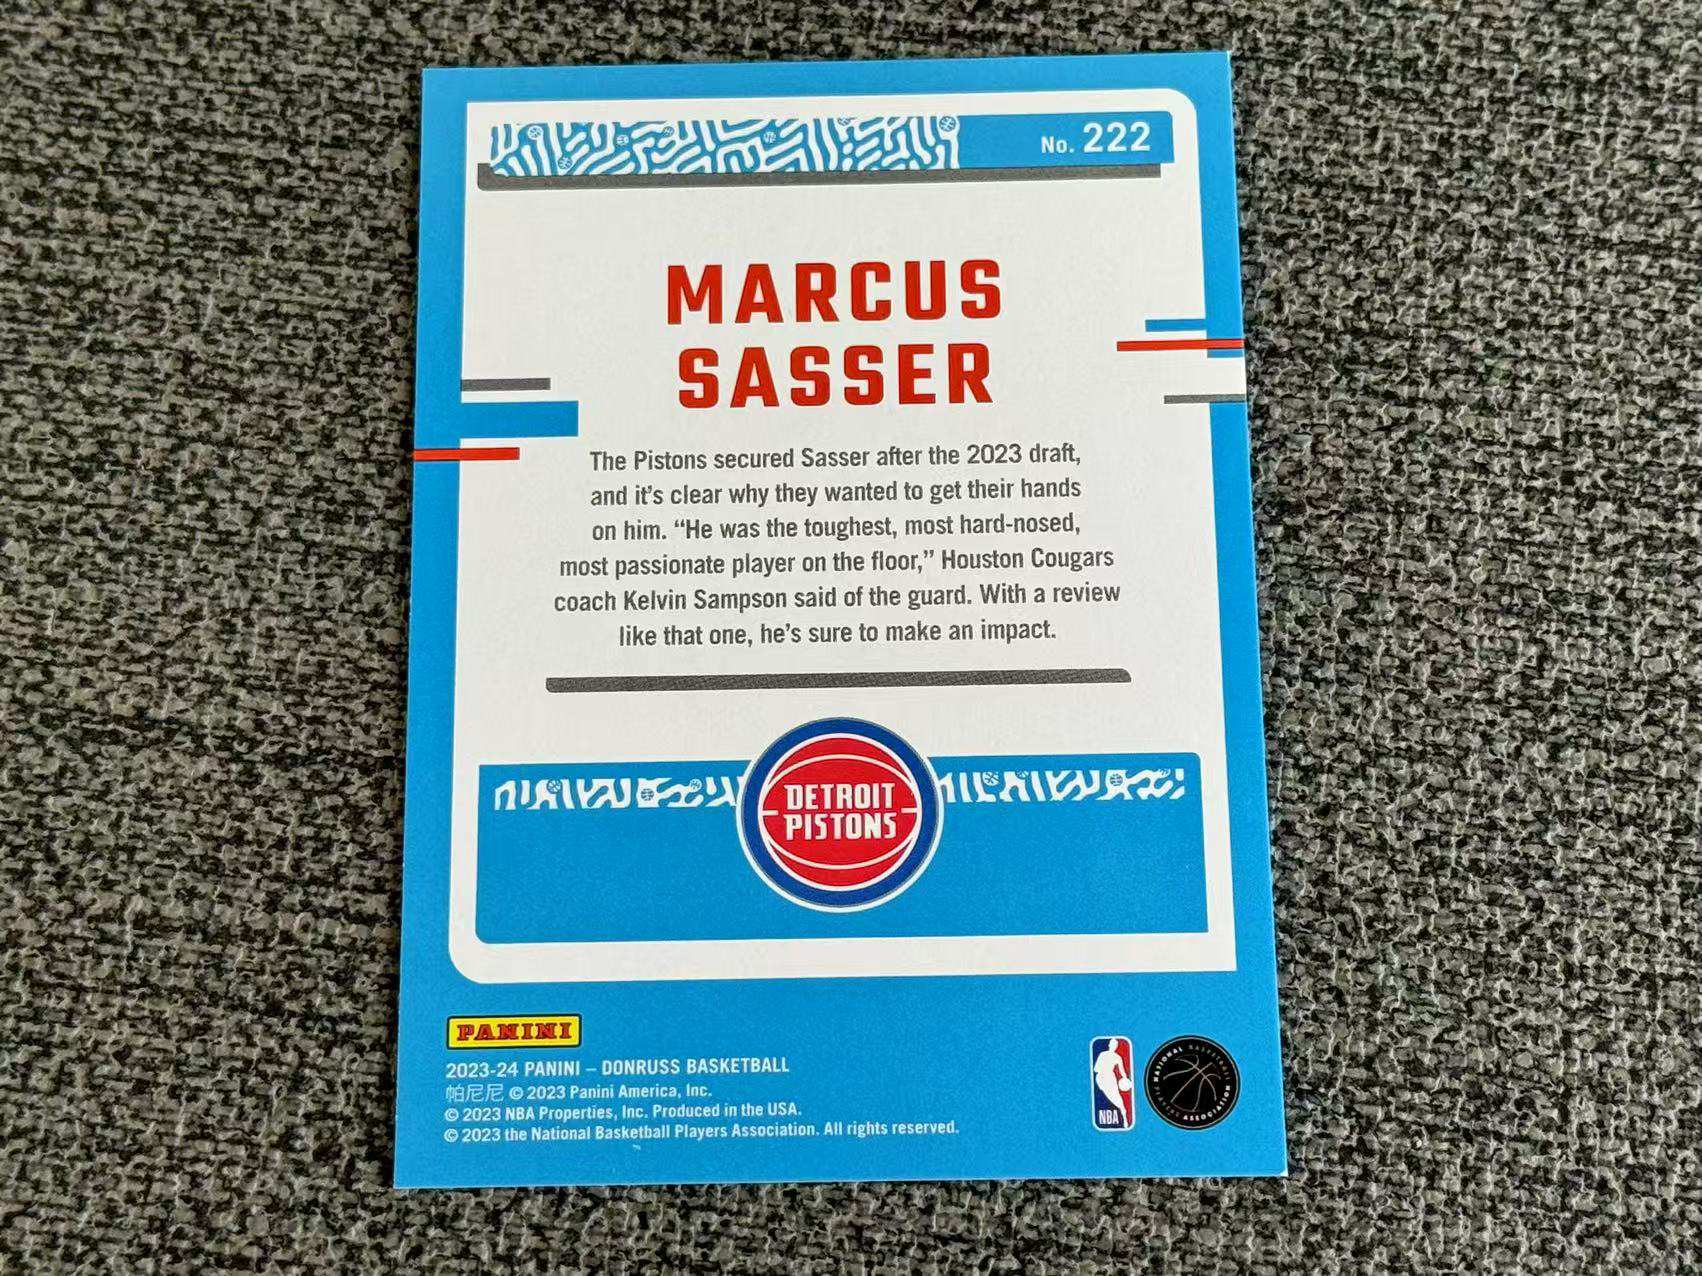 No. 222
MARCUS
SASSER
The Pistons secured Sasser after the 2023 draft,
and it’s clear why they wanted to get their hands
on him. “He was the toughest, most hard-nosed,
most passionate player on the floor,” Houston Cougars
coach Kelvin Sampson said of the guard. With a review
like that one, he’s sure to make an impact.
DETROIT
PISTONS
PANINI
2023-24 PANINI – DONRUSS BASKETBALL
帕尼尼 © 2023 Panini America, Inc.
© 2023 NBA Properties, Inc. Produced in the USA.
© 2023 the National Basketball Players Association. All rights reserved.
NBA
NATIONAL BASKETBALL
PLAYERS ASSOCIATION